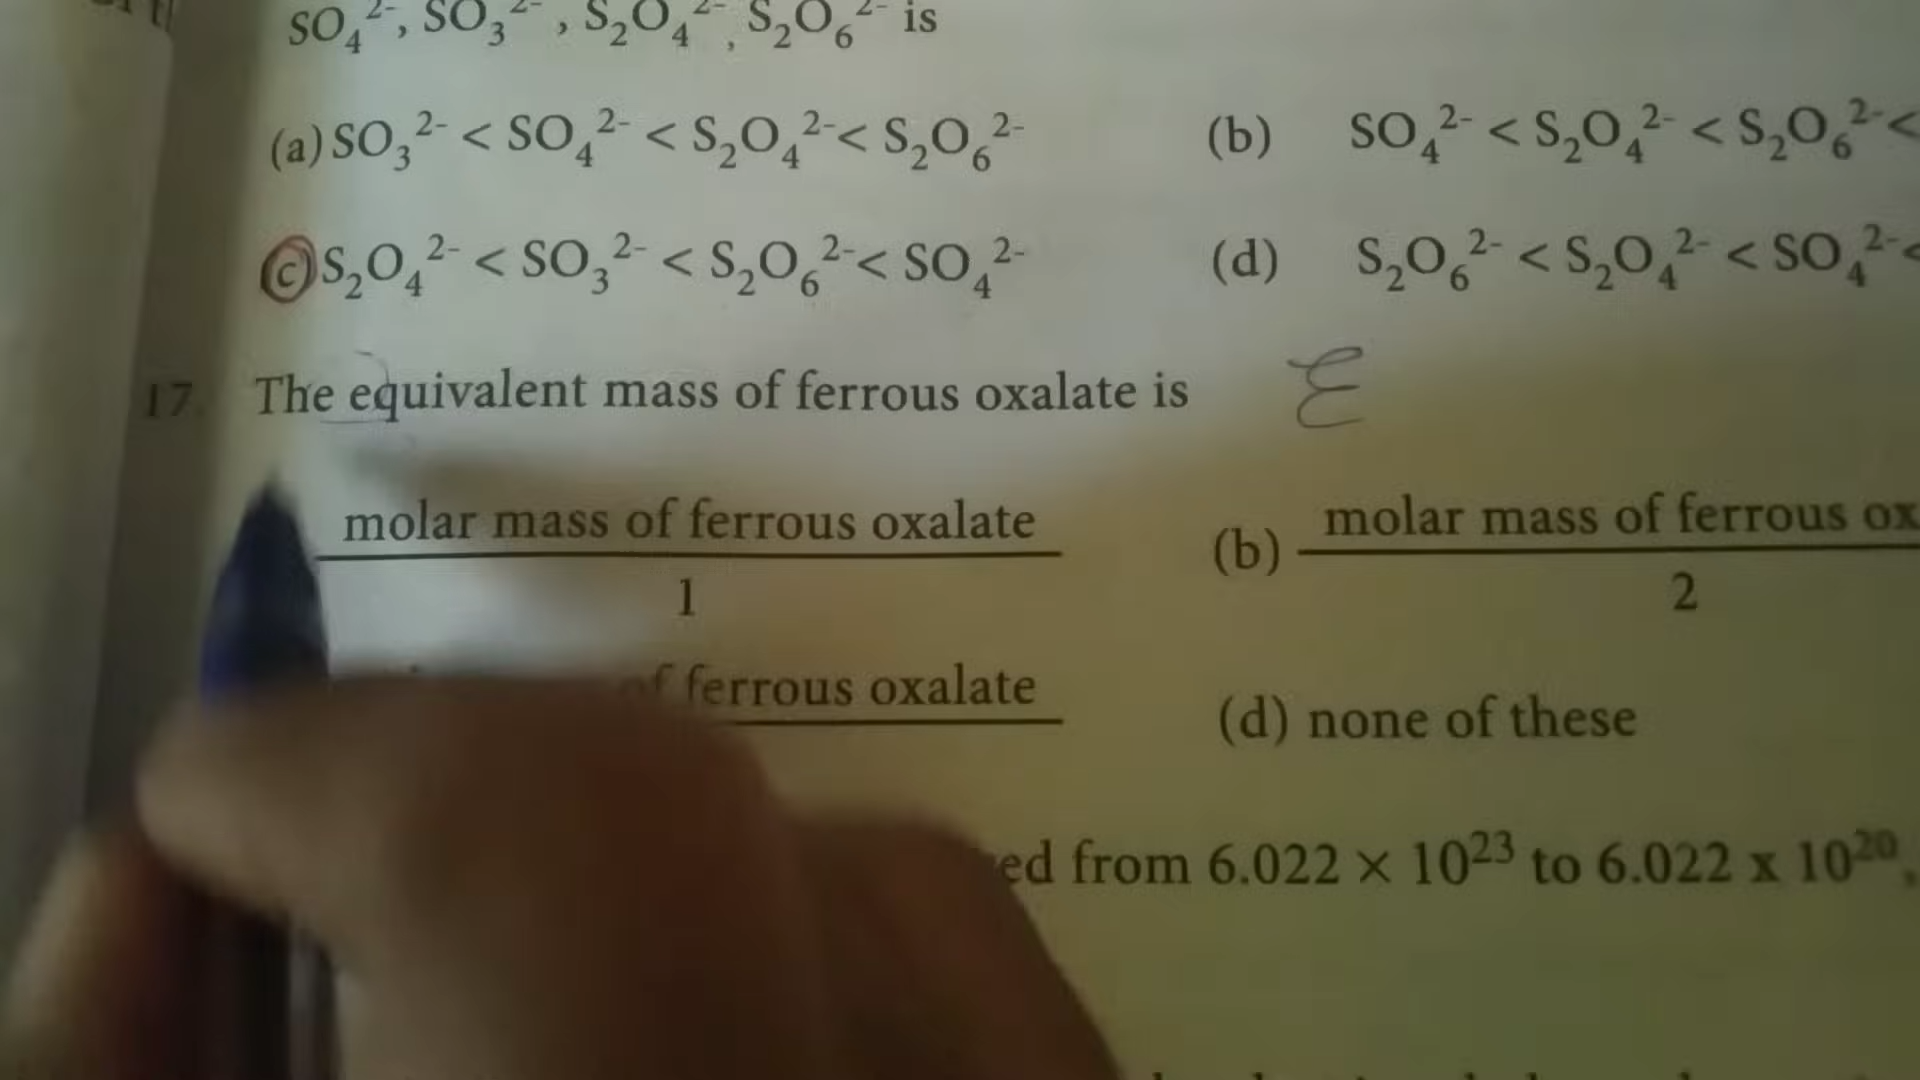 SO₄²⁻, SO₃²⁻, S₂O₄²⁻, S₂O₆²⁻ is
(a) SO₃²⁻ < SO₄²⁻ < S₂O₄²⁻ < S₂O₆²⁻ (b) SO₄²⁻ < S₂O₄²⁻ < S₂O₆²⁻ <
(c) S₂O₄²⁻ < SO₃²⁻ < S₂O₆²⁻ < SO₄²⁻ (d) S₂O₆²⁻ < S₂O₄²⁻ < SO₄²⁻ <
17. The equivalent mass of ferrous oxalate is
molar mass of ferrous oxalate (b) molar mass of ferrous ox
1 2
of ferrous oxalate (d) none of these
ed from 6.022 × 10²³ to 6.022 x 10²⁰,